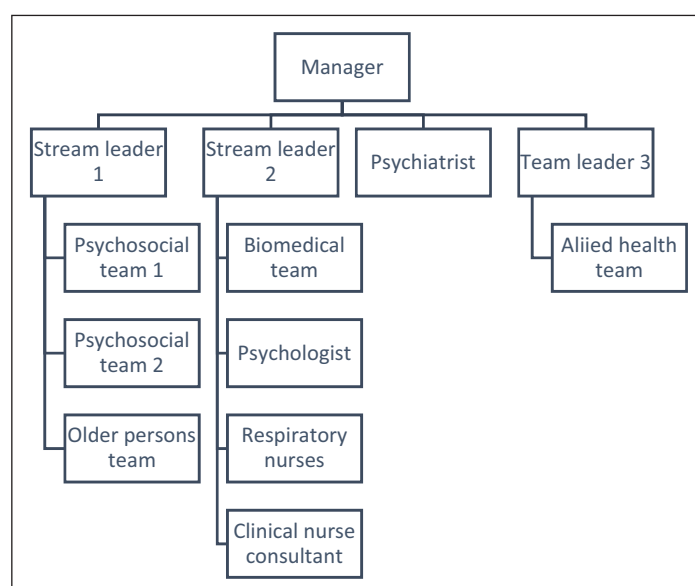 Manager
Stream leader
1
Stream leader
2
Psychiatrist
Team leader 3
Psychosocial
team 1
Biomedical
team
Aliied health
team
Psychosocial
team 2
Psychologist
Older persons
team
Respiratory
nurses
Clinical nurse
consultant